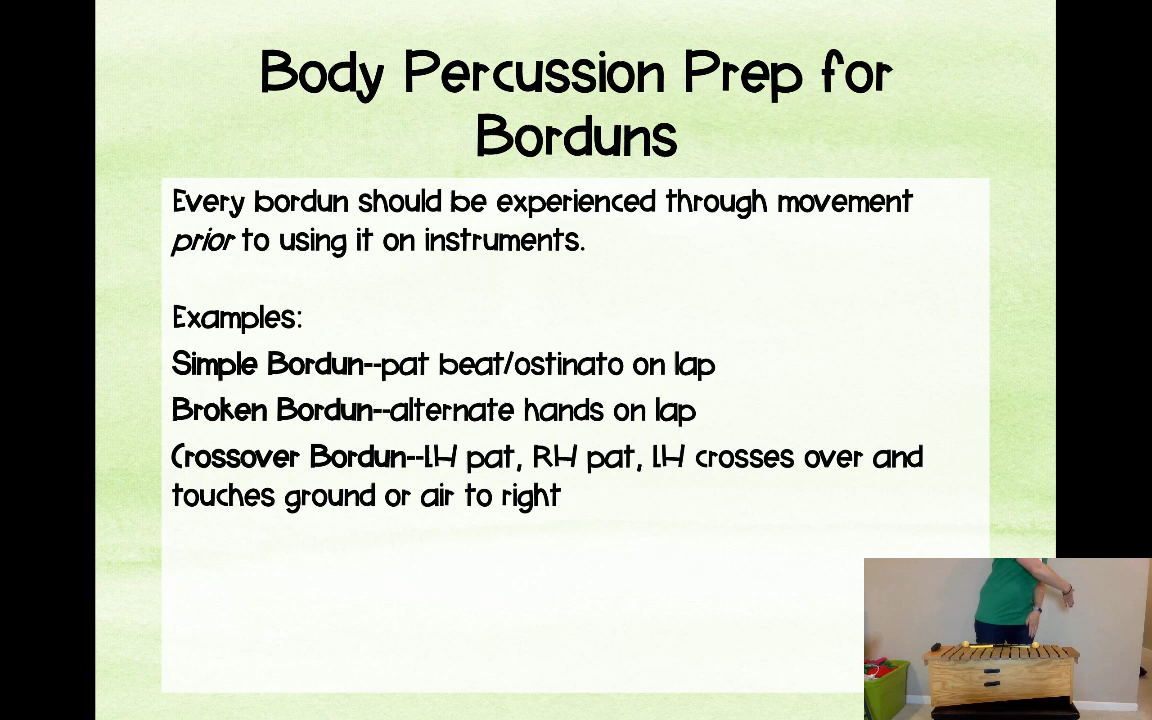 Body Percussion Prep for
Borduns
Every bordun should be experienced through movement
prior to using it on instruments.
Examples:
Simple Bordun--pat beat/ostinato on lap
Broken Bordun--alternate hands on lap
Crossover Bordun--LH pat, RH pat, LH crosses over and
touches ground or air to right